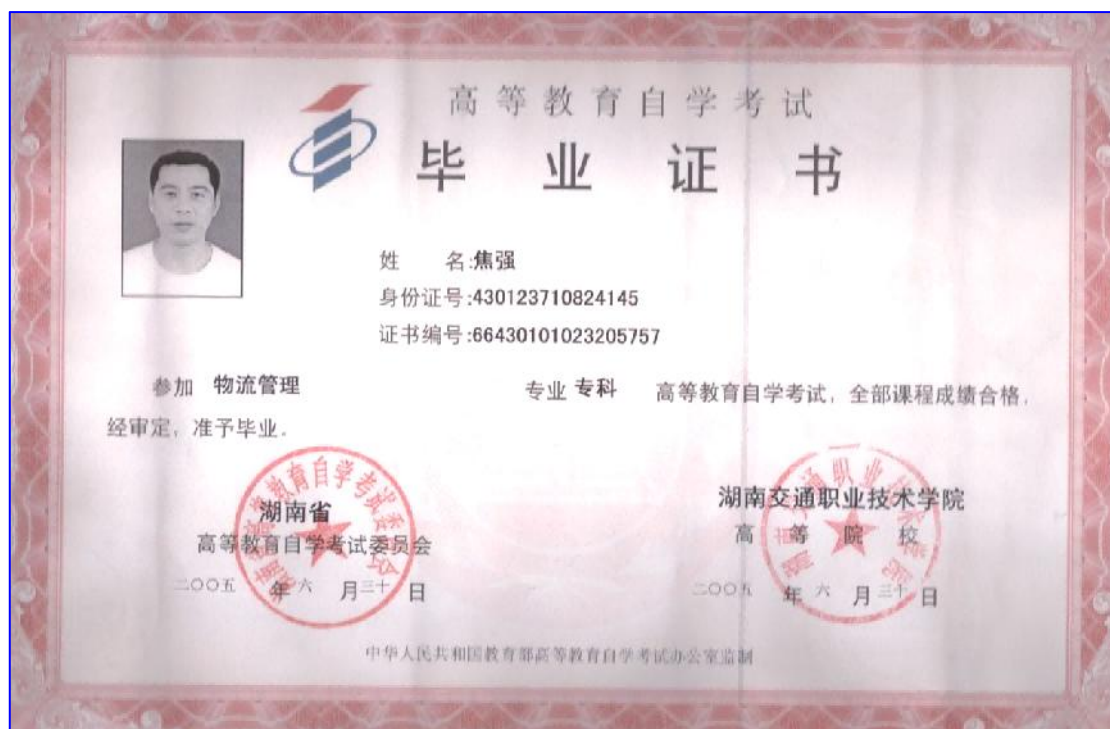 高等教育自学考试
毕业证书
姓 名:焦强
身份证号:430123710824145
证书编号:66430101023205757
参加 物流管理 专业 专科 高等教育自学考试，全部课程成绩合格，
经审定，准予毕业.
湖南省
高等教育自学考试委员会
二〇〇五 年 六 月 三十 日
湖南交通职业技术学院
高等院校
二〇〇五 年 六 月 三十 日
中华人民共和国教育部高等教育自学考试办公室监制